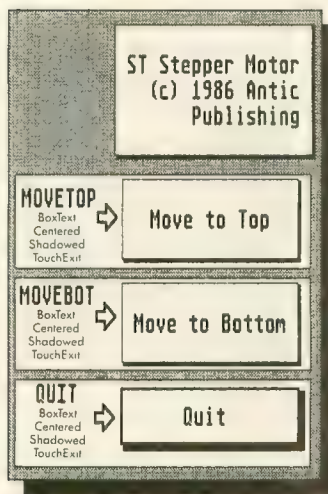 ST Stepper Motor
(c) 1986 Antic
Publishing
MOVETOP
BoxText
Centered
Shadowed
TouchExit
Move to Top
MOVEBOT
BoxText
Centered
Shadowed
TouchExit
Move to Bottom
QUIT
BoxText
Centered
Shadowed
TouchExit
Quit